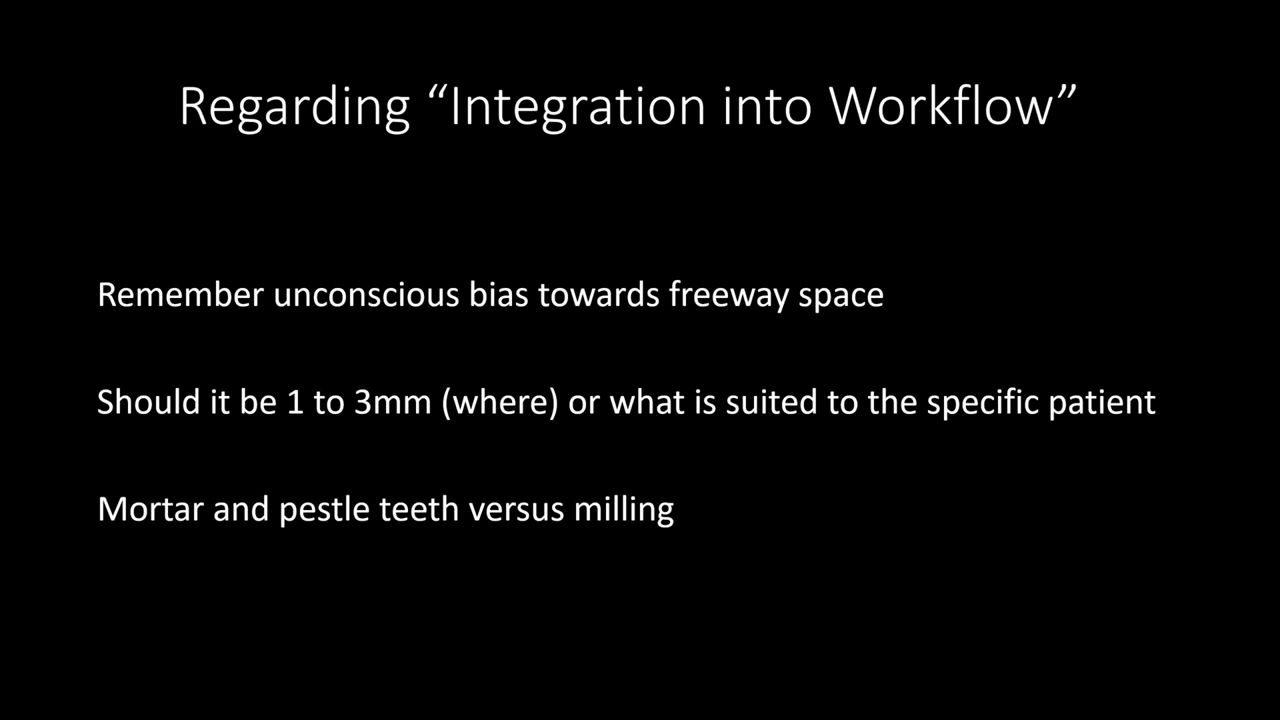 Regarding “Integration into Workflow”
Remember unconscious bias towards freeway space
Should it be 1 to 3mm (where) or what is suited to the specific patient
Mortar and pestle teeth versus milling